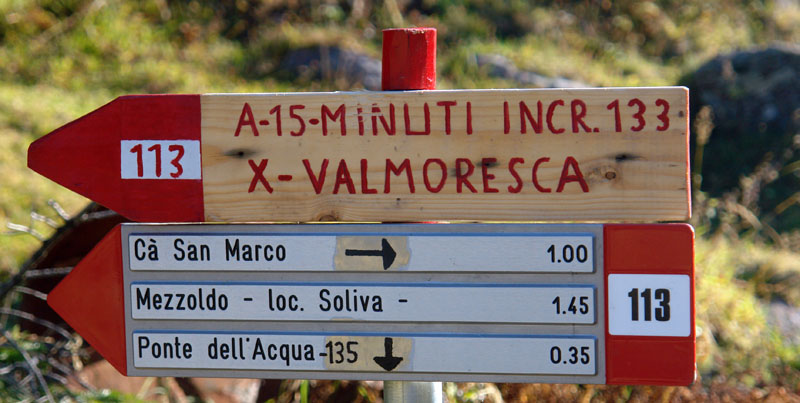 A-15-MINUTI INCR. 133
113
X-VALMORESCA
Cà San Marco → 1.00
Mezzoldo - loc. Soliva - 1.45
113
Ponte dell'Acqua-135 ↓ 0.35